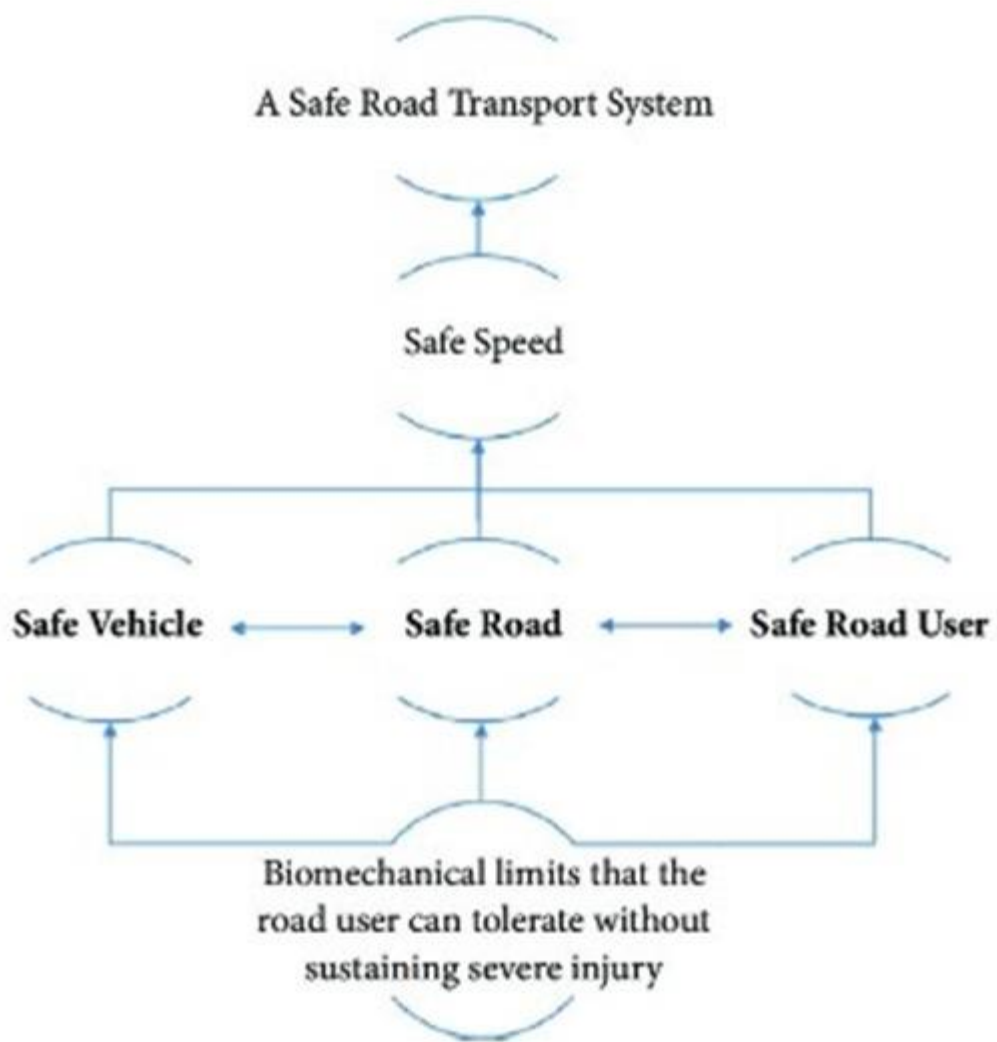 A Safe Road Transport System
Safe Speed
Safe Vehicle
Safe Road
Safe Road User
Biomechanical limits that the
road user can tolerate without
sustaining severe injury